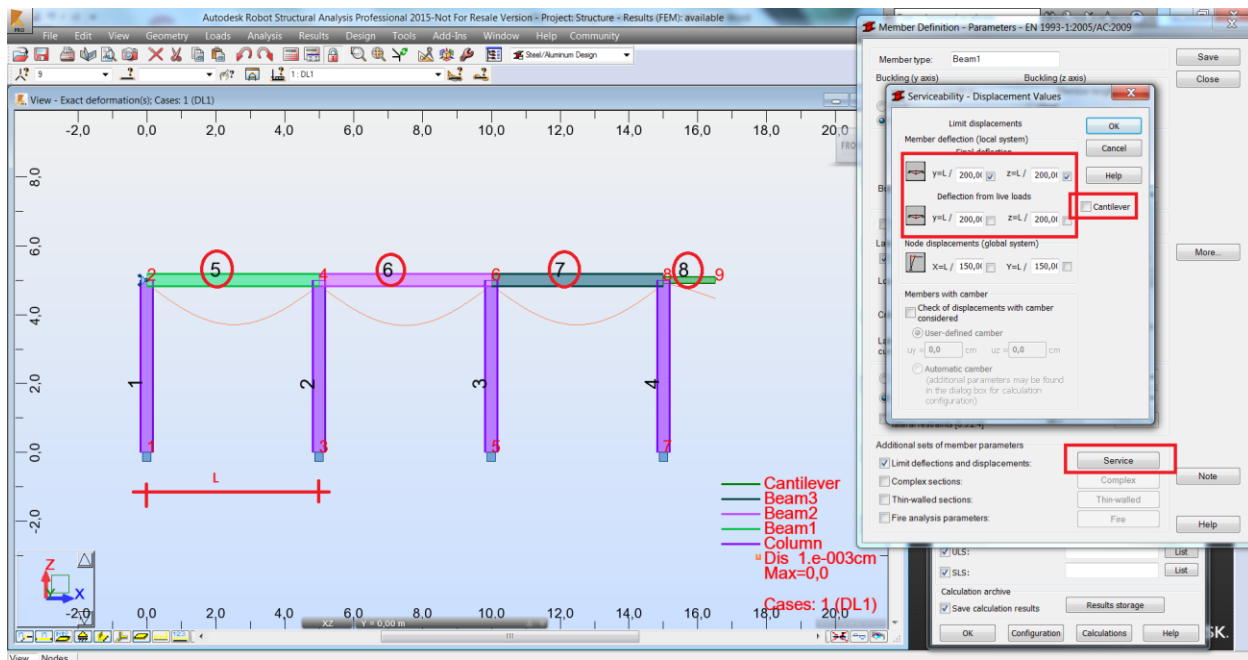 Autodesk Robot Structural Analysis Professional 2015-Not For Resale Version - Project: Structure - Results (FEM): available
PRO
File Edit View Geometry Loads Analysis Results Design Tools Add-Ins Window Help Community
Steel/Aluminum Design
9
1: DL1
View - Exact deformation(s); Cases: 1 (DL1)
-2,0 0,0 2,0 4,0 6,0 8,0 10,0 12,0 14,0 16,0 18,0 20,0
8,0
6,0
4,0
2,0
0,0
-2,0
5 6 7 8
2 4 6 8 9
1 2 3 4
1 3 5 7
L
Cantilever
Beam3
Beam2
Beam1
Column
Dis 1.e-003cm
Max=0,0
Cases: 1 (DL1)
Z
X
-2,0 0,0 2,0 4,0 6,0 8,0 10,0 12,0 14,0 16,0 18,0 20,0
XZ Y = 0,00 m
View Nodes
Member Definition - Parameters - EN 1993-1:2005/AC:2009
Member type: Beam1
Save
Buckling (y axis) Buckling (z axis)
Close
Serviceability - Displacement Values
Limit displacements
OK
Member deflection (local system)
Final deflection
Cancel
y=L / 200,0( z=L / 200,0(
Help
Deflection from live loads
Cantilever
y=L / 200,0( z=L / 200,0(
Node displacements (global system)
X=L / 150,0( Y=L / 150,0(
More...
Members with camber
Check of displacements with camber
considered
User-defined camber
uy = 0,0 cm uz = 0,0 cm
Automatic camber
(additional parameters may be found
in the dialog box for calculation
configuration)
Additional sets of member parameters
Limit deflections and displacements: Service
Complex sections: Complex
Note
Thin-walled sections: Thin-walled
Fire analysis parameters: Fire
Help
ULS: List
SLS: List
Calculation archive
Save calculation results Results storage
OK Configuration Calculations Help
SK.